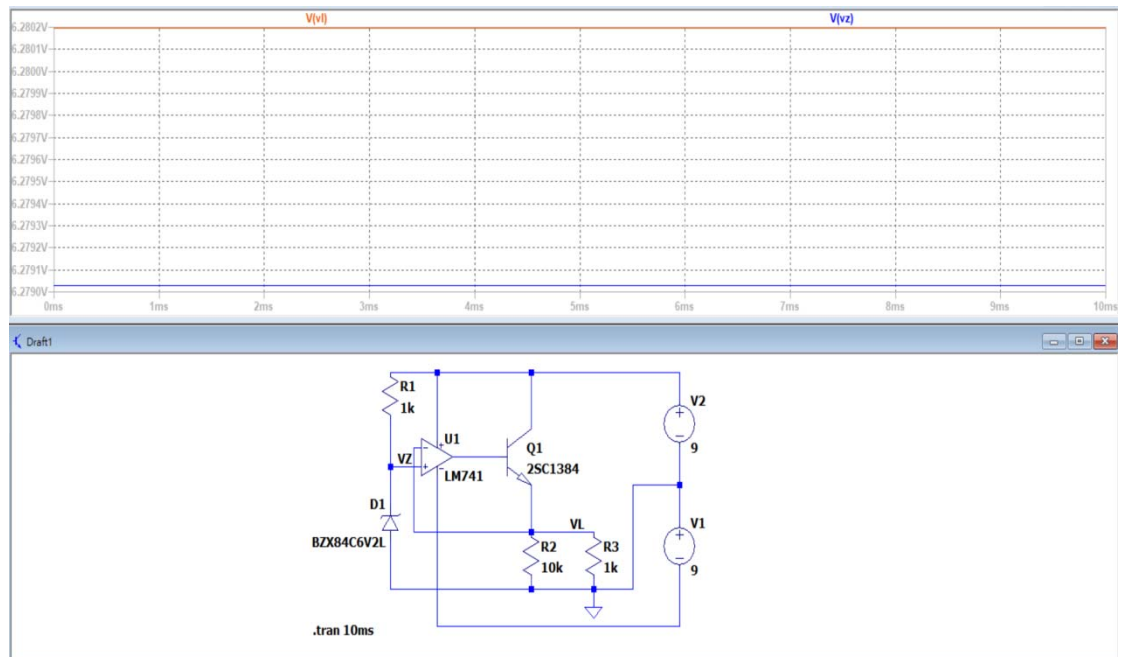 V(vl) V(vz)
6.2802V
6.2801V
6.2800V
6.2799V
6.2798V
6.2797V
6.2796V
6.2795V
6.2794V
6.2793V
6.2792V
6.2791V
6.2790V
0ms 1ms 2ms 3ms 4ms 5ms 6ms 7ms 8ms 9ms 10ms
Draft1
R1
1k
V2
9
U1
VZ
LM741
Q1
2SC1384
D1
BZX84C6V2L
VL
R2
10k
R3
1k
V1
9
.tran 10ms